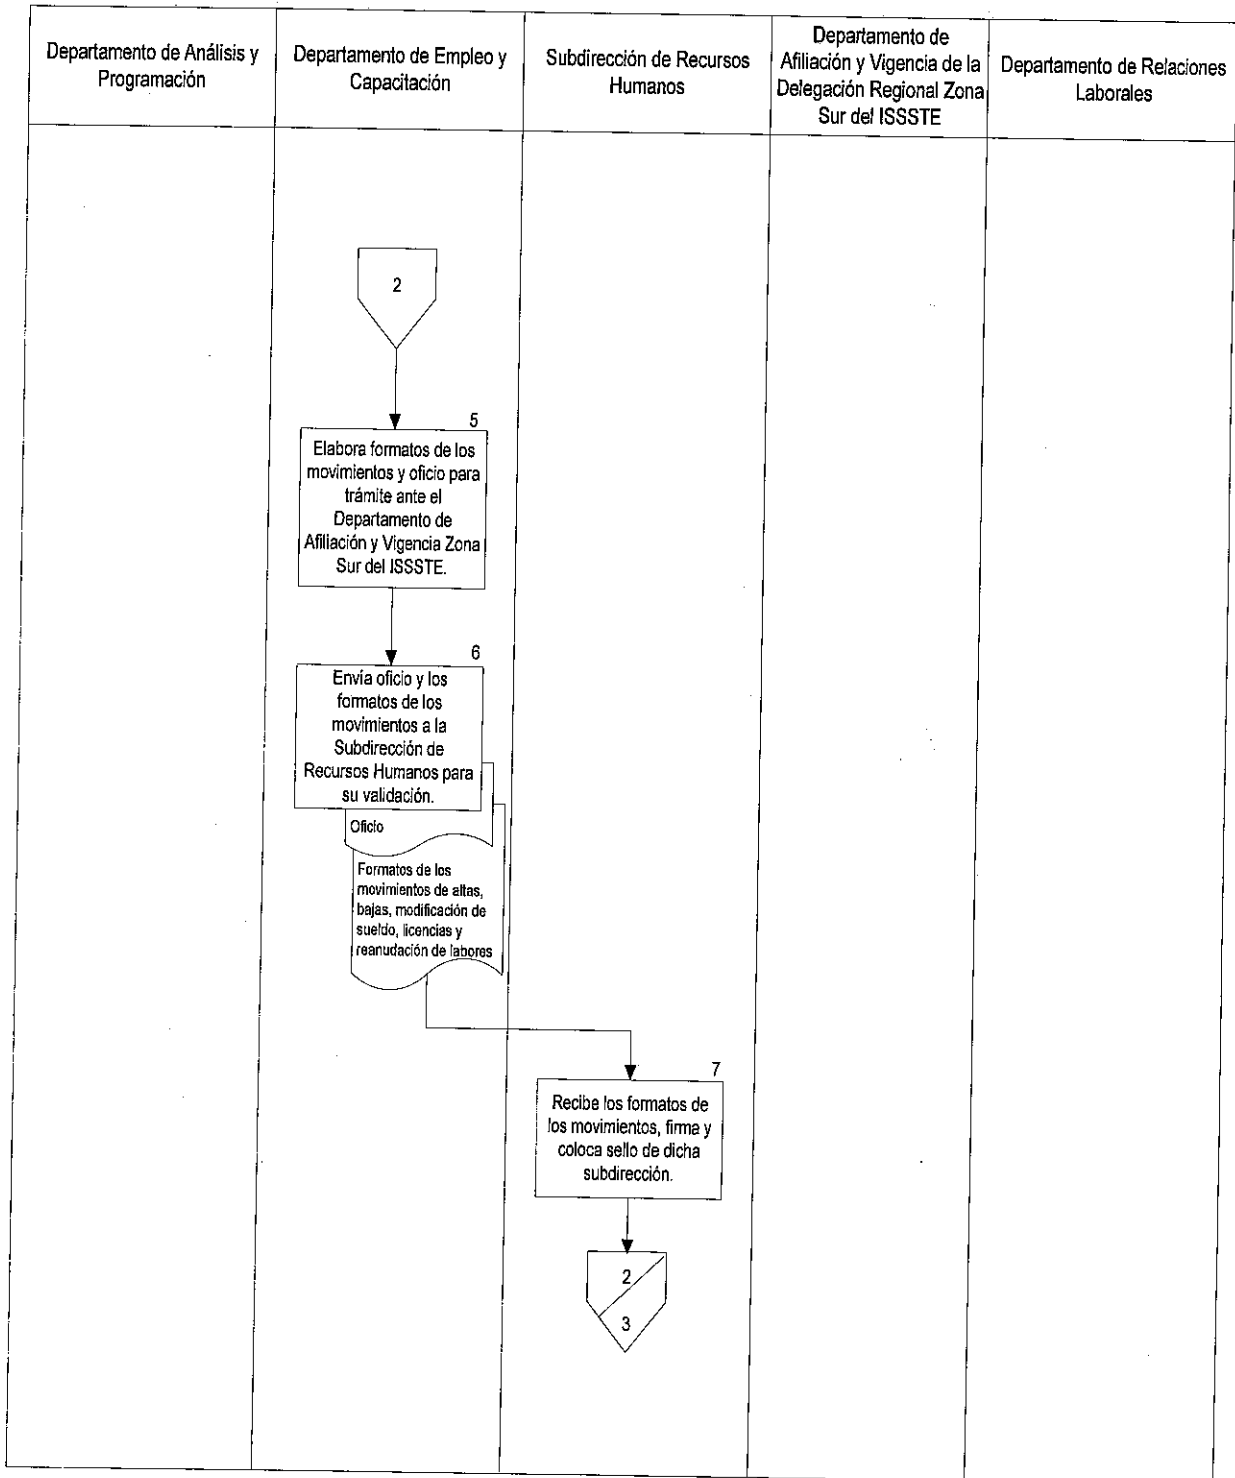 Departamento de Análisis y
Programación
Departamento de Empleo y
Capacitación
Subdirección de Recursos
Humanos
Departamento de
Afiliación y Vigencia de la
Delegación Regional Zona
Sur del ISSSTE
Departamento de Relaciones
Laborales
2
5
Elabora formatos de los
movimientos y oficio para
trámite ante el
Departamento de
Afiliación y Vigencia Zona
Sur del ISSSTE.
6
Envía oficio y los
formatos de los
movimientos a la
Subdirección de
Recursos Humanos para
su validación.
Oficio
Formatos de los
movimientos de altas,
bajas, modificación de
sueldo, licencias y
reanudación de labores
7
Recibe los formatos de
los movimientos, firma y
coloca sello de dicha
subdirección.
2
3